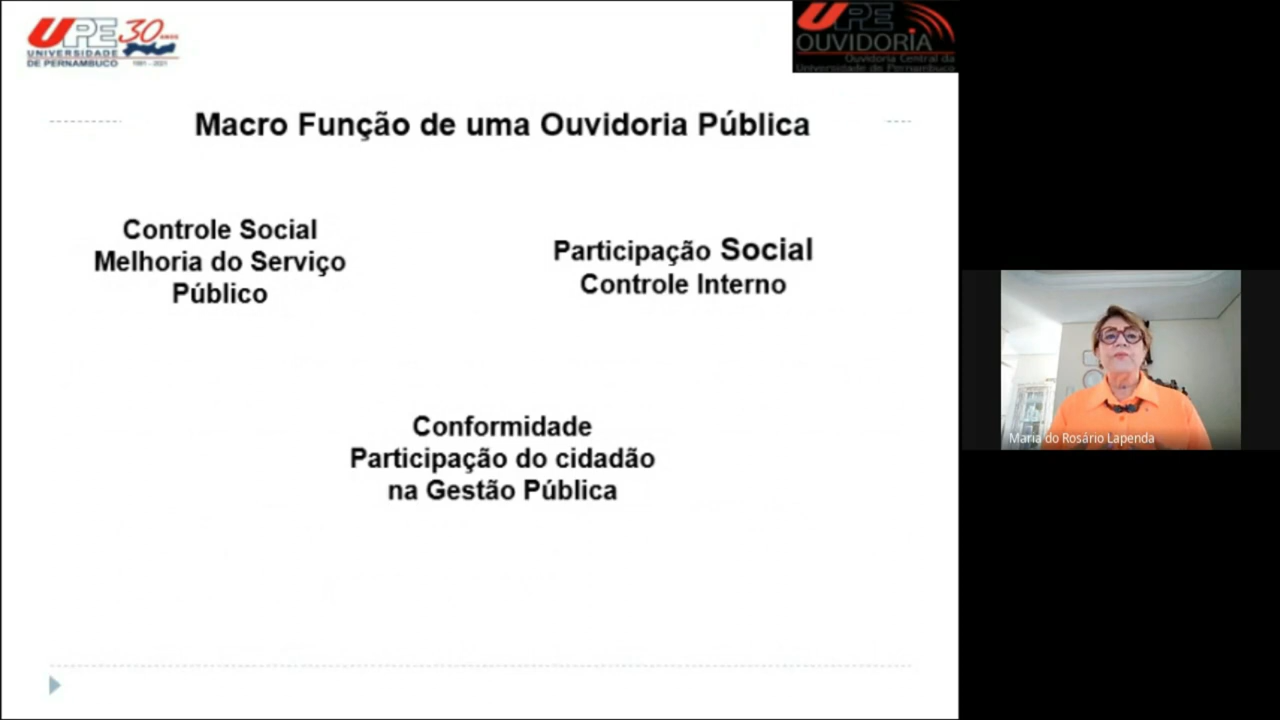 UPE 30 ANOS
UNIVERSIDADE
DE PERNAMBUCO 1991 - 2021
UPE
OUVIDORIA
Ouvidoria Central da
Universidade de Pernambuco
Macro Função de uma Ouvidoria Pública
Controle Social
Melhoria do Serviço
Público
Participação Social
Controle Interno
Conformidade
Participação do cidadão
na Gestão Pública
Maria do Rosário Lapenda